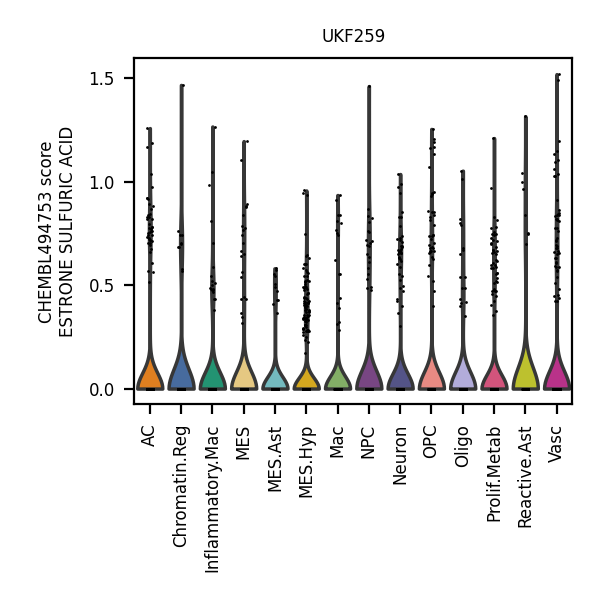 UKF259
CHEMBL494753 score
ESTRONE SULFURIC ACID
1.5
1.0
0.5
0.0
AC
Chromatin.Reg
Inflammatory.Mac
MES
MES.Ast
MES.Hyp
Mac
NPC
Neuron
OPC
Oligo
Prolif.Metab
Reactive.Ast
Vasc